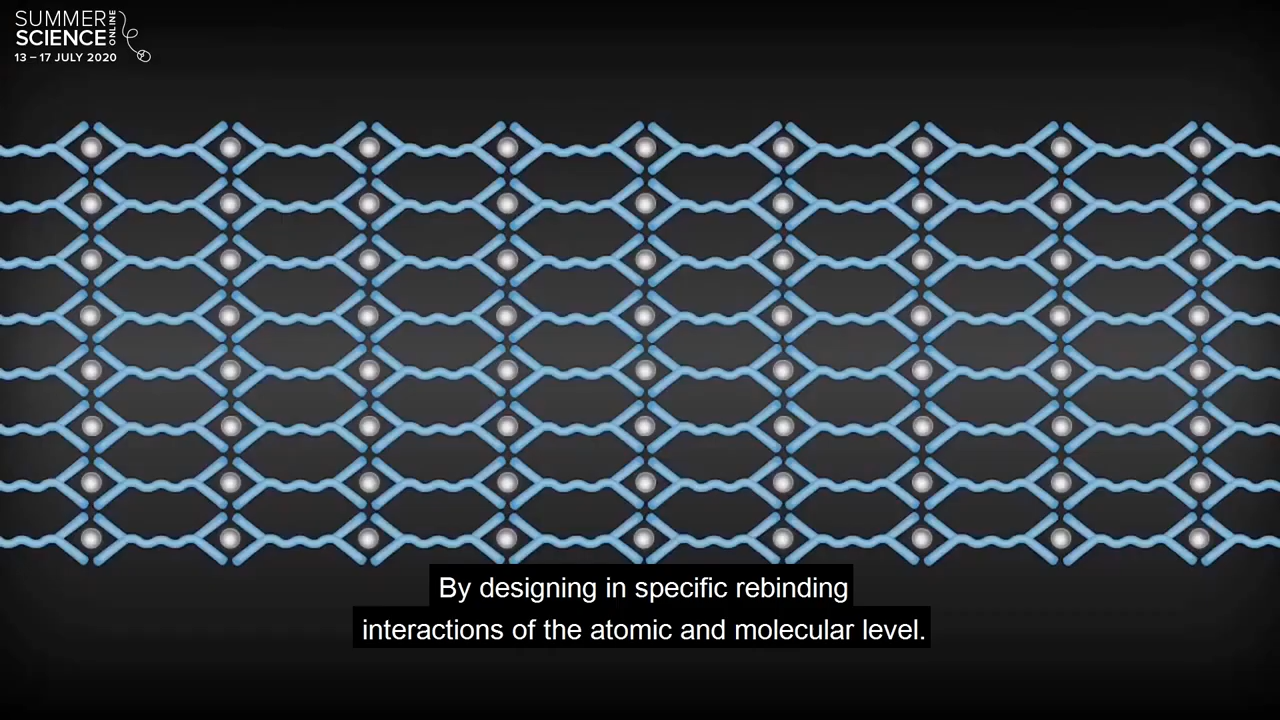 SUMMER
SCIENCE
ONLINE
13 – 17 JULY 2020
By designing in specific rebinding
interactions of the atomic and molecular level.